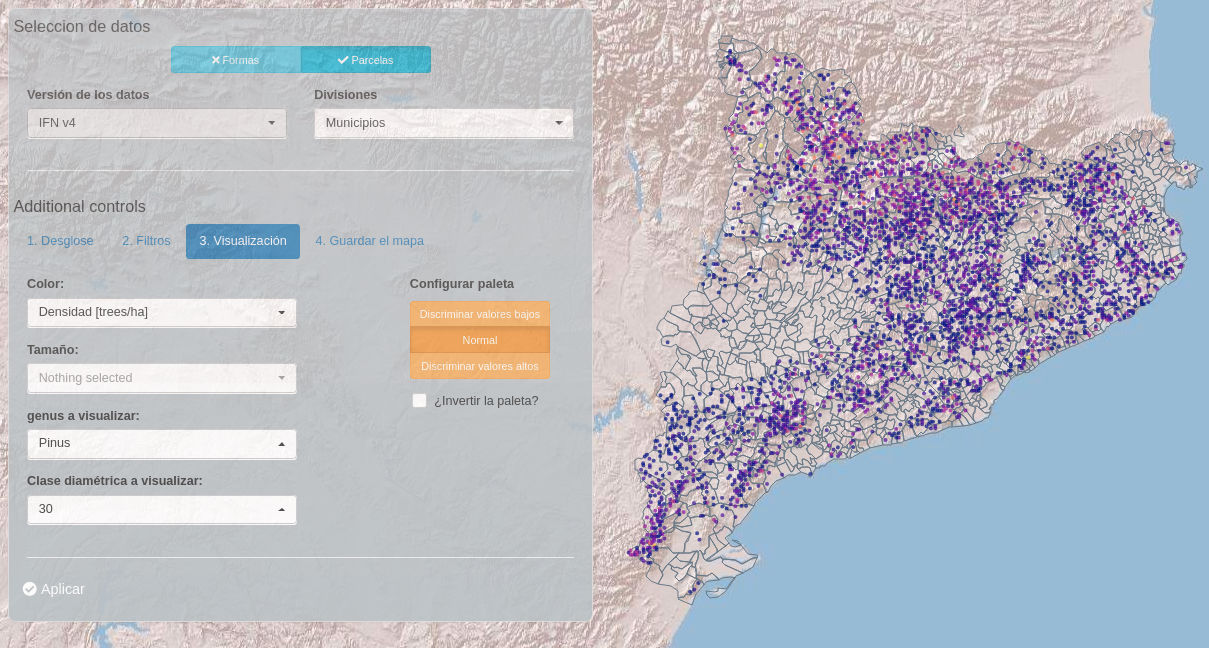 Seleccion de datos
Formas
Parcelas
Versión de los datos
Divisiones
IFN v4
Municipios
Additional controls
1. Desglose
2. Filtros
3. Visualización
4. Guardar el mapa
Color:
Configurar paleta
Densidad [trees/ha]
Discriminar valores bajos
Normal
Discriminar valores altos
Tamaño:
Nothing selected
¿Invertir la paleta?
genus a visualizar:
Pinus
Clase diamétrica a visualizar:
30
Aplicar